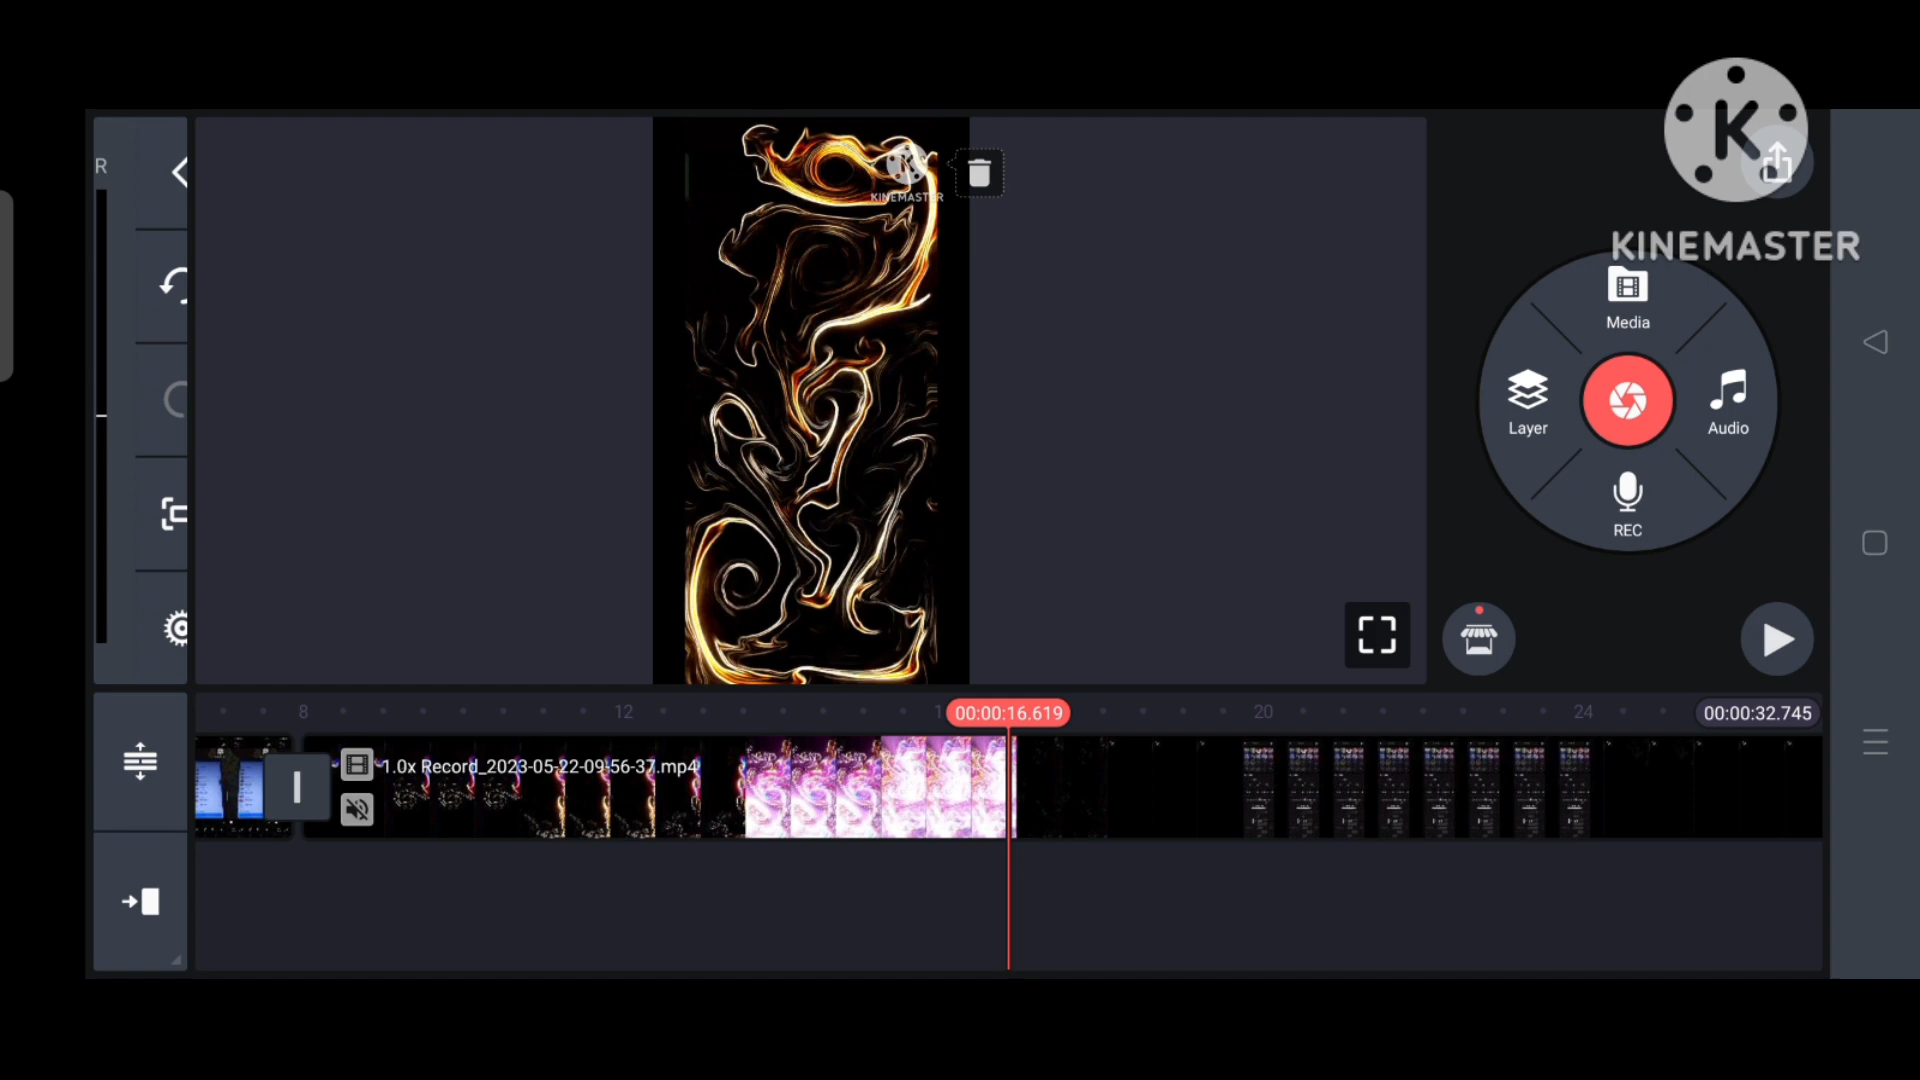 R
KINEMASTER
KINEMASTER
Media
Layer
Audio
REC
8
12
00:00:16.619
20
24
00:00:32.745
1.0x Record_2023-05-22-09-56-37.mp4